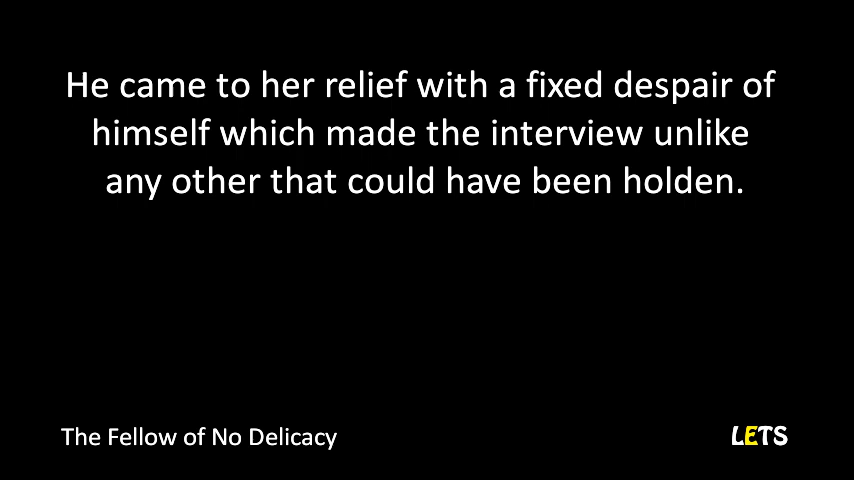 He came to her relief with a fixed despair of
himself which made the interview unlike
any other that could have been holden.
The Fellow of No Delicacy
LETS